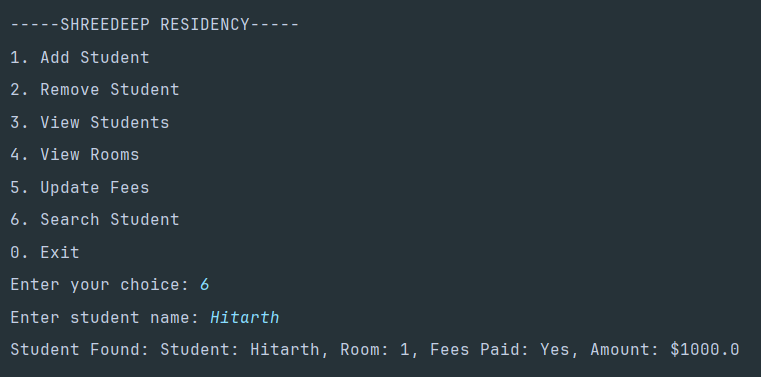 -----SHREEDEEP RESIDENCY-----
1. Add Student
2. Remove Student
3. View Students
4. View Rooms
5. Update Fees
6. Search Student
0. Exit
Enter your choice: 6
Enter student name: Hitarth
Student Found: Student: Hitarth, Room: 1, Fees Paid: Yes, Amount: $1000.0